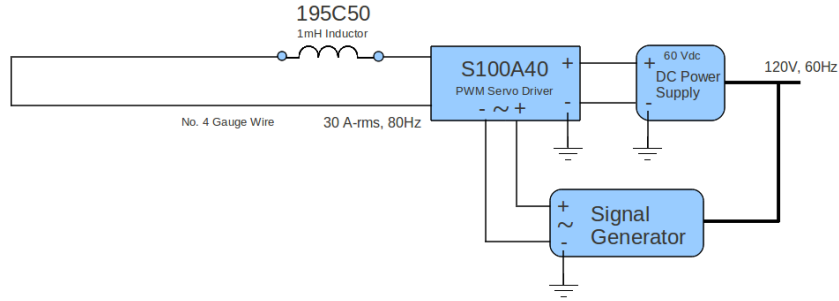 195C50
1mH Inductor
S100A40
PWM Servo Driver
- ~ +
+
-
+
-
60 Vdc
DC Power
Supply
120V, 60Hz
No. 4 Gauge Wire
30 A-rms, 80Hz
+
~
-
Signal
Generator